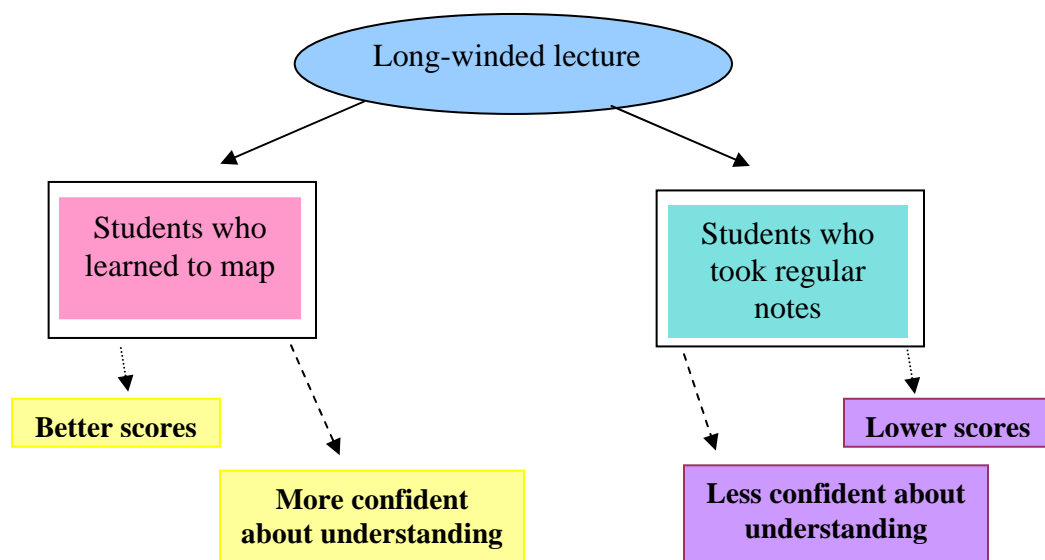 Long-winded lecture
Students who
learned to map
Students who
took regular
notes
Better scores
More confident
about understanding
Lower scores
Less confident about
understanding